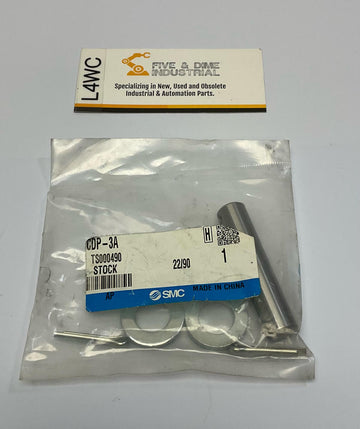 L4WC
FIVE & DIME
INDUSTRIAL
Specializing in New, Used and Obsolete
Industrial & Automation Parts.
CDP-3A
H
TS000490
STOCK
22/90
1
AP
SMC
MADE IN CHINA